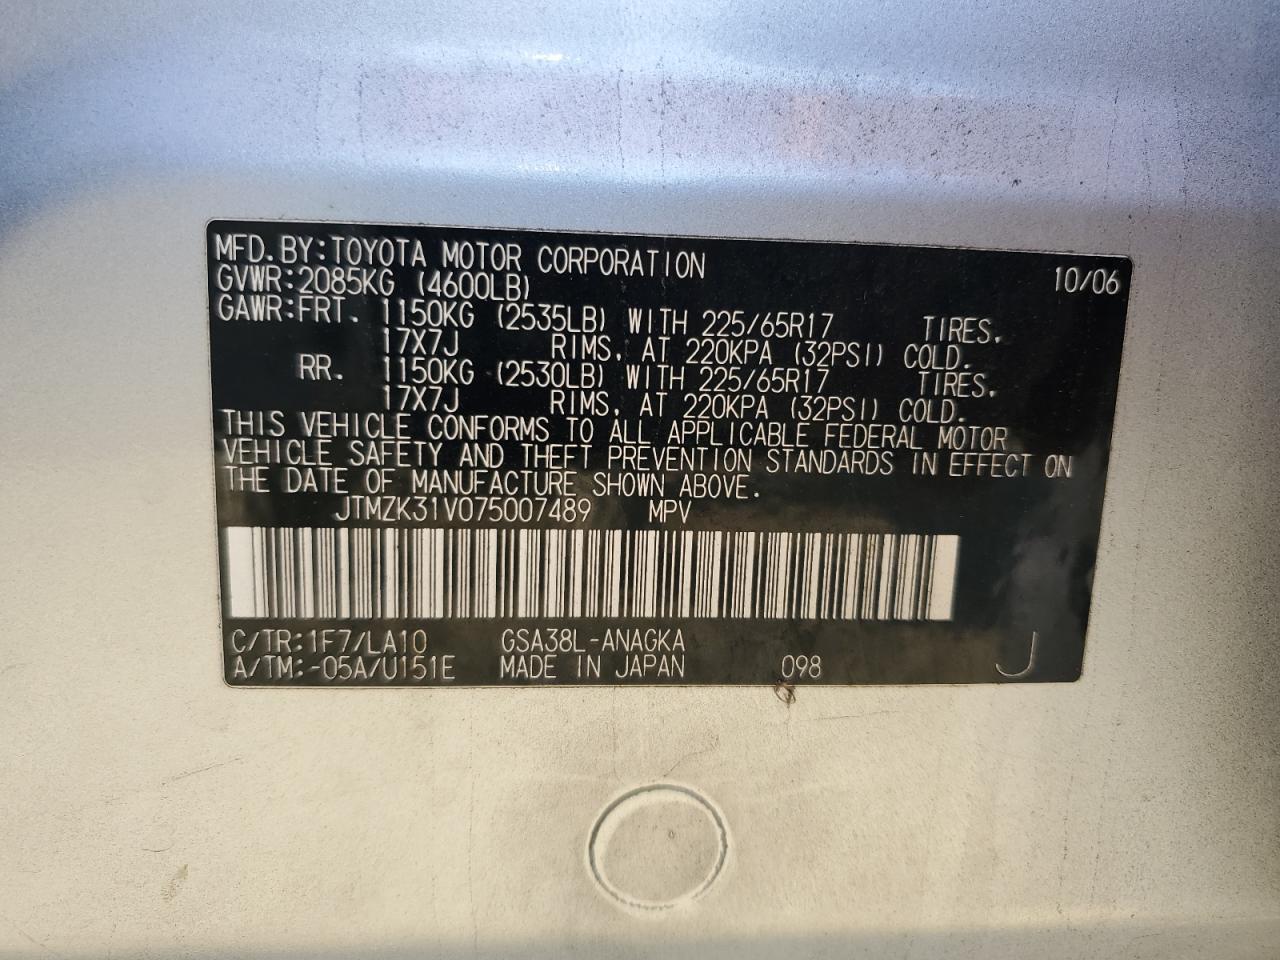 MFD.BY:TOYOTA MOTOR CORPORATION 10/06
GVWR:2085KG (4600LB)
GAWR:FRT. 1150KG (2535LB) WITH 225/65R17 TIRES,
17X7J RIMS, AT 220KPA (32PSI) COLD.
RR. 1150KG (2530LB) WITH 225/65R17 TIRES,
17X7J RIMS, AT 220KPA (32PSI) COLD.
THIS VEHICLE CONFORMS TO ALL APPLICABLE FEDERAL MOTOR
VEHICLE SAFETY AND THEFT PREVENTION STANDARDS IN EFFECT ON
THE DATE OF MANUFACTURE SHOWN ABOVE.
JTMZK31V075007489 MPV
C/TR:1F7/LA10 GSA38L-ANAGKA
A/TM:-05A/U151E MADE IN JAPAN 098 J